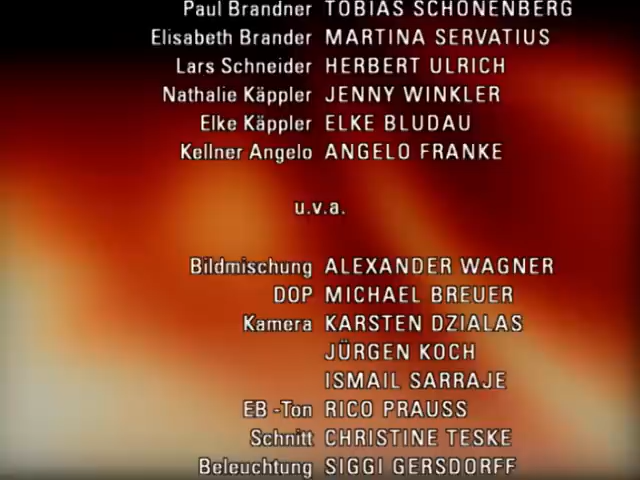 Paul Brandner TOBIAS SCHÖNENBERG
Elisabeth Brander MARTINA SERVATIUS
Lars Schneider HERBERT ULRICH
Nathalie Käppler JENNY WINKLER
Elke Käppler ELKE BLUDAU
Kellner Angelo ANGELO FRANKE
u.v.a.
Bildmischung ALEXANDER WAGNER
DOP MICHAEL BREUER
Kamera KARSTEN DZIALAS
JÜRGEN KOCH
ISMAIL SARRAJE
EB -Ton RICO PRAUSS
Schnitt CHRISTINE TESKE
Beleuchtung SIGGI GERSDORFF